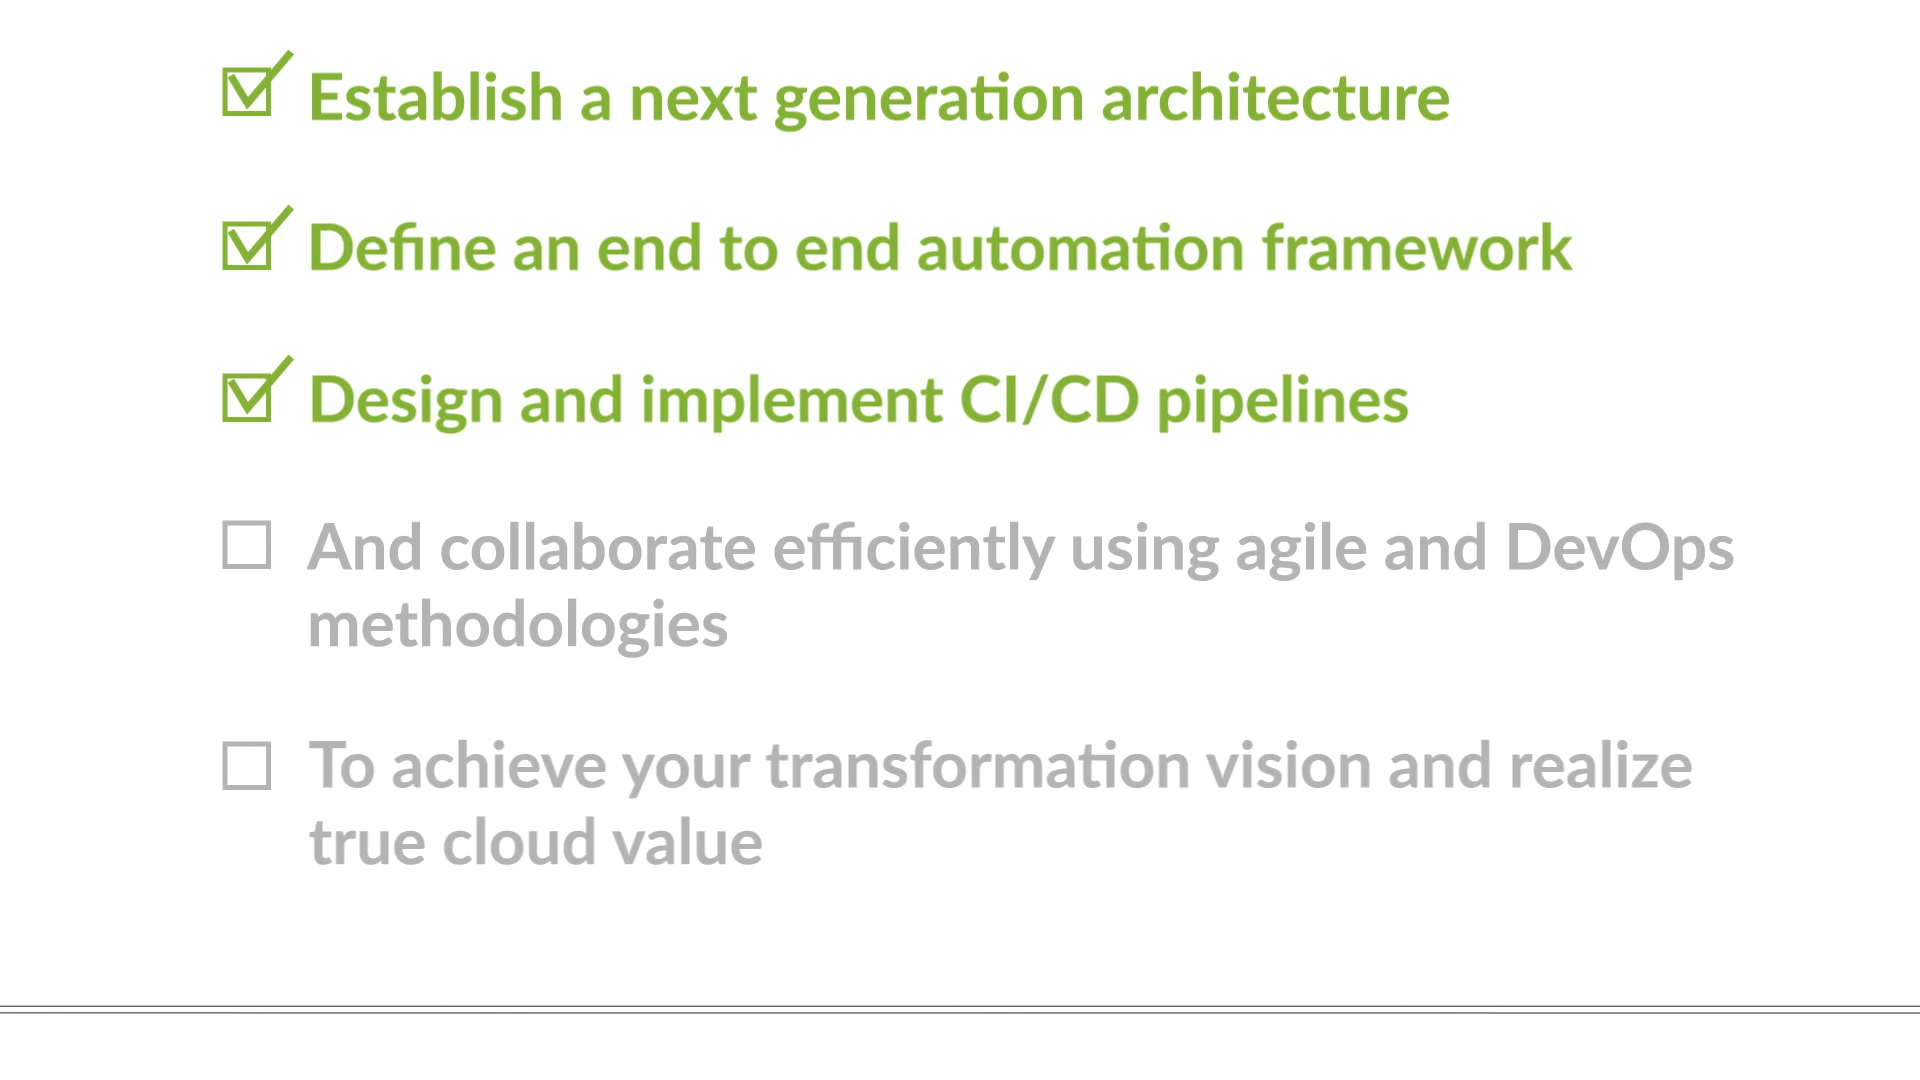 Establish a next generation architecture
Define an end to end automation framework
Design and implement CI/CD pipelines
And collaborate efficiently using agile and DevOps
methodologies
To achieve your transformation vision and realize
true cloud value